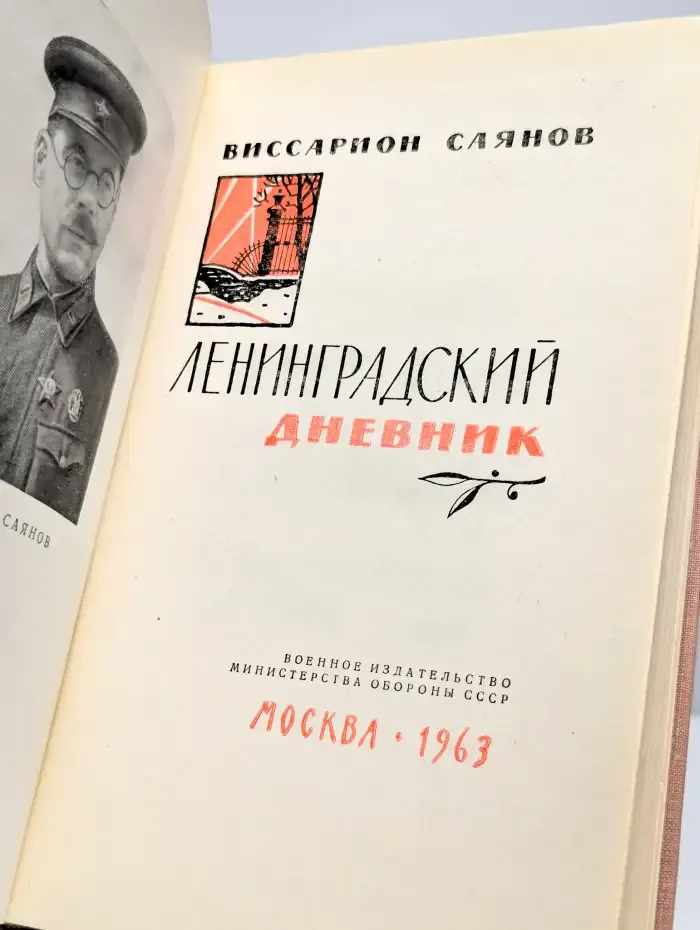 САЯНОВ
ВИССАРИОН САЯНОВ
ЛЕНИНГРАДСКИЙ
ДНЕВНИК
ВОЕННОЕ ИЗДАТЕЛЬСТВО
МИНИСТЕРСТВА ОБОРОНЫ СССР
МОСКВА • 1963